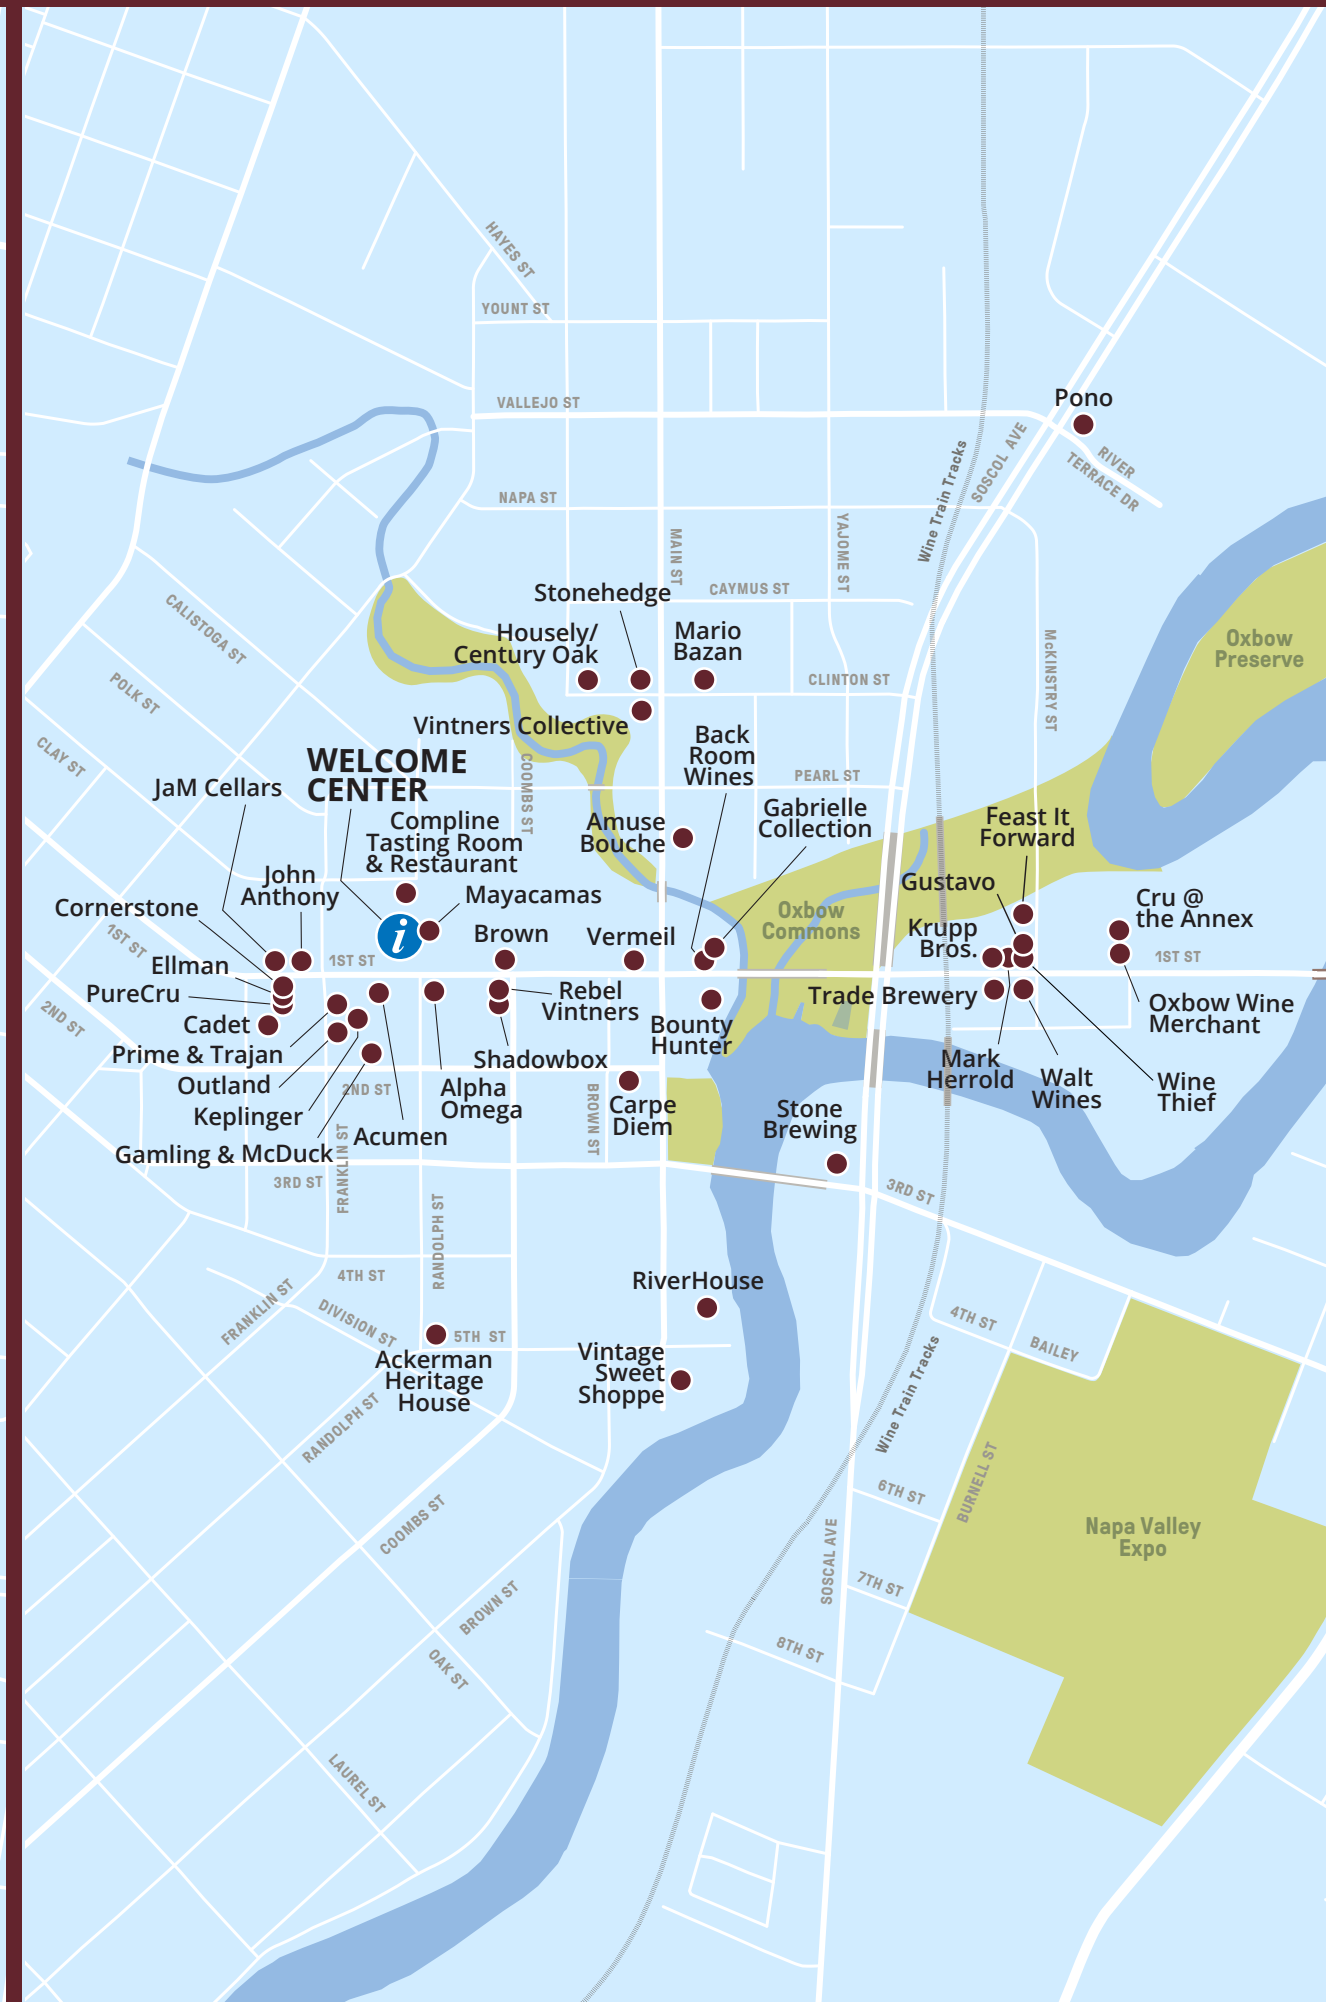 HAYES ST
YOUNT ST
VALLEJO ST
Pono
RIVER
TERRACE DR
SOSCOL AVE
Wine Train Tracks
NAPA ST
MAIN ST
YAJOME ST
CAYMUS ST
Stonehedge
Housely/
Century Oak
Mario
Bazan
McKINSTRY ST
Oxbow
Preserve
CALISTOGA ST
POLK ST
CLAY ST
CLINTON ST
Vintners Collective
Back
Room
Wines
COOMBS ST
PEARL ST
WELCOME
CENTER
JaM Cellars
Compline
Tasting Room
& Restaurant
Amuse
Bouche
Gabrielle
Collection
Feast It
Forward
John
Anthony
Mayacamas
Gustavo
Cru @
the Annex
Cornerstone
1ST ST
i
Brown
Vermeil
Oxbow
Commons
Krupp
Bros.
1ST ST
1ST ST
Ellman
PureCru
2ND ST
Cadet
Rebel
Vintners
Bounty
Hunter
Trade Brewery
Oxbow Wine
Merchant
Prime & Trajan
Shadowbox
Mark
Herrold
Walt
Wines
Wine
Thief
Outland
2ND ST
Alpha
Omega
BROWN ST
Carpe
Diem
Stone
Brewing
Keplinger
Acumen
Gamling & McDuck
FRANKLIN ST
3RD ST
3RD ST
RANDOLPH ST
4TH ST
RiverHouse
FRANKLIN ST
DIVISION ST
5TH ST
4TH ST
BAILEY
Ackerman
Heritage
House
Vintage
Sweet
Shoppe
Wine Train Tracks
RANDOLPH ST
BURNELL ST
6TH ST
COOMBS ST
SOSCAL AVE
Napa Valley
Expo
7TH ST
BROWN ST
8TH ST
OAK ST
LAUREL ST